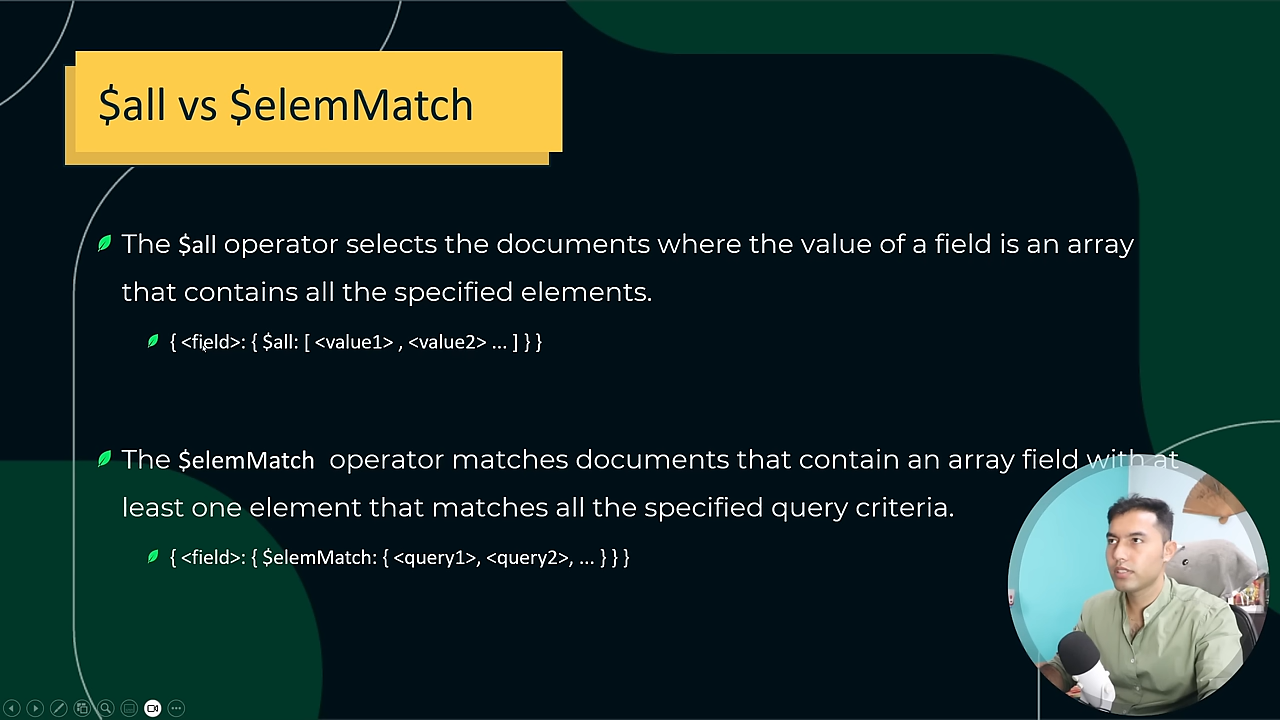 $all vs $elemMatch
The $all operator selects the documents where the value of a field is an array
that contains all the specified elements.
{ <field>: { $all: [ <value1> , <value2> ... ] } }
The $elemMatch operator matches documents that contain an array field with at
least one element that matches all the specified query criteria.
{ <field>: { $elemMatch: { <query1>, <query2>, ... } } }